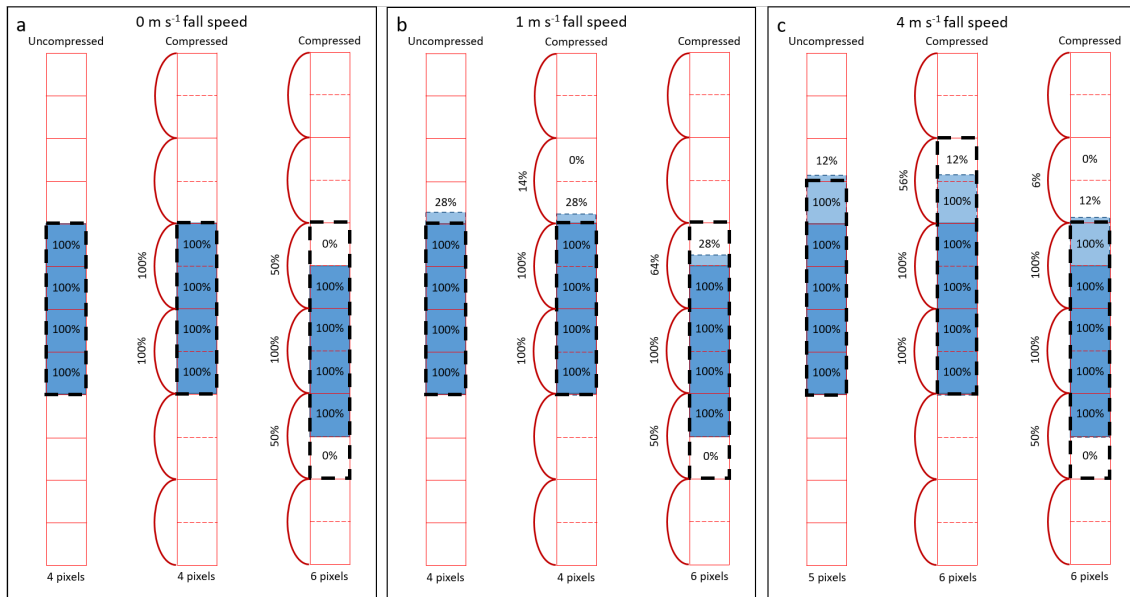 a
0 m s⁻¹ fall speed
Uncompressed
Compressed
Compressed
100%
100%
100%
100%
4 pixels
100%
100%
100%
100%
100%
100%
4 pixels
50%
100%
50%
0%
100%
100%
100%
100%
0%
6 pixels
b
1 m s⁻¹ fall speed
Uncompressed
Compressed
Compressed
28%
100%
100%
100%
100%
4 pixels
14%
100%
100%
0%
28%
100%
100%
100%
100%
4 pixels
64%
100%
50%
28%
100%
100%
100%
100%
0%
6 pixels
c
4 m s⁻¹ fall speed
Uncompressed
Compressed
Compressed
12%
100%
100%
100%
100%
100%
5 pixels
56%
100%
100%
12%
100%
100%
100%
100%
100%
6 pixels
6%
100%
100%
50%
0%
12%
100%
100%
100%
100%
100%
0%
6 pixels